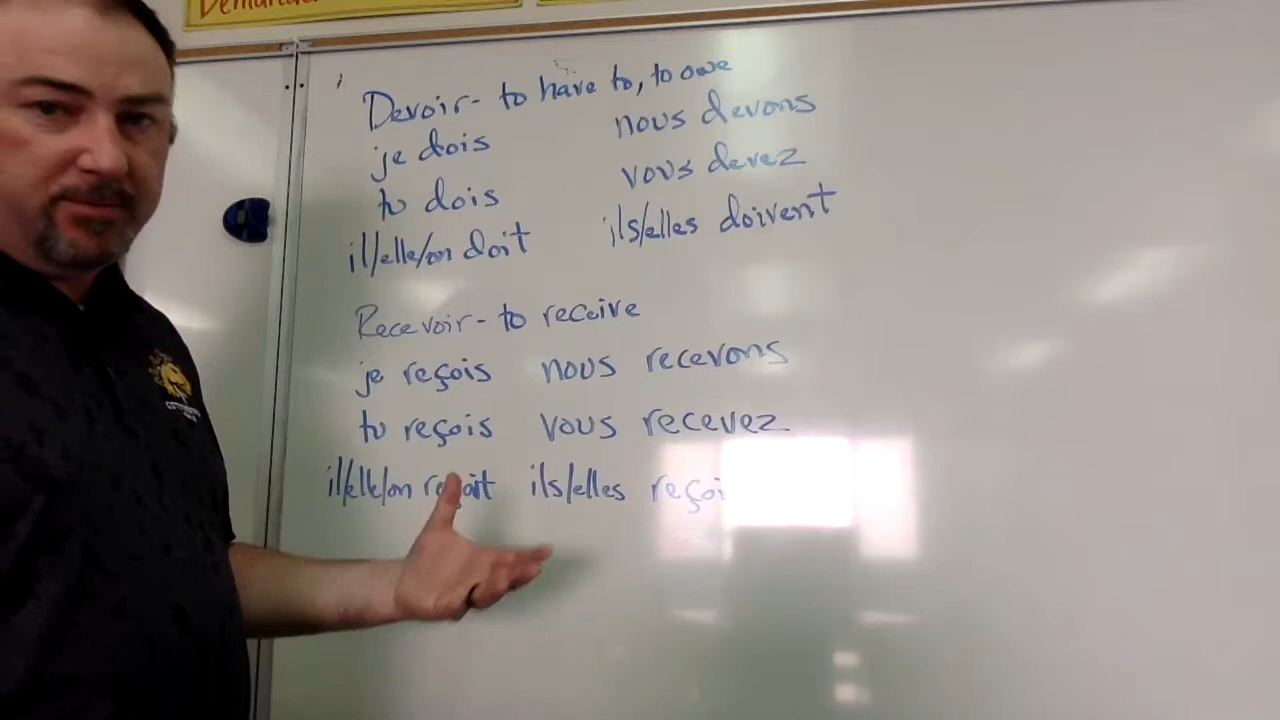 Devoir- to have to, to owe
je dois nous devons
tu dois vous devez
il/elle/on doit ils/elles doivent
Recevoir- to receive
je reçois nous recevons
tu reçois vous recevez
il/elle/on reçoit ils/elles